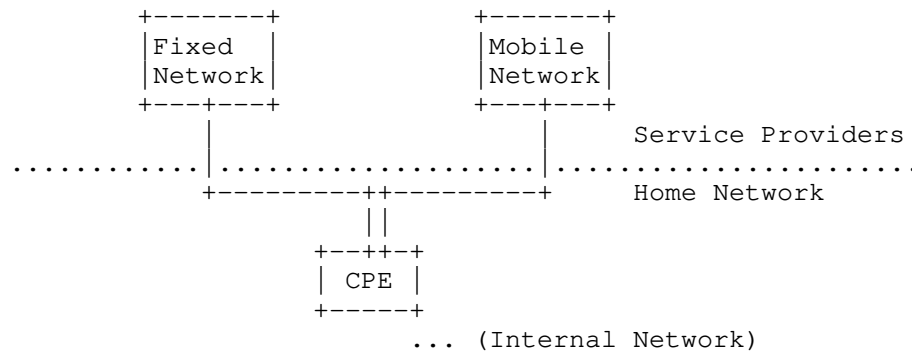 Fixed Mobile
Network Network
Service Providers
Home Network
CPE
... (Internal Network)